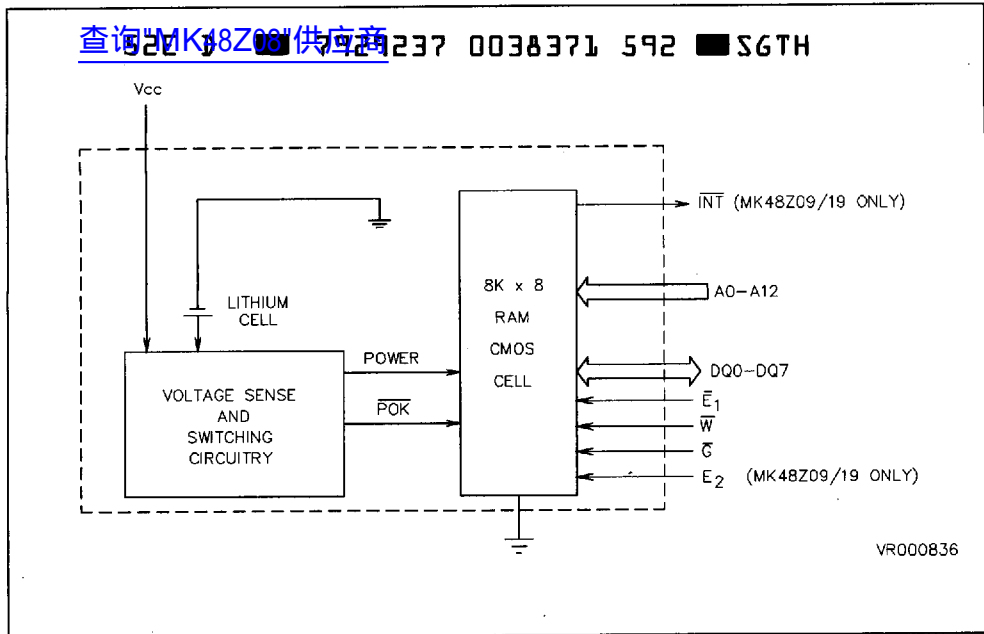 查询"MK48Z08"供应商
7929237 0038371 592 SGTH
Vcc
INT (MK48Z09/19 ONLY)
LITHIUM
CELL
8K x 8
RAM
CMOS
CELL
A0-A12
POWER
DQ0-DQ7
VOLTAGE SENSE
AND
SWITCHING
CIRCUITRY
POK
E1
W
G
E2 (MK48Z09/19 ONLY)
VR000836